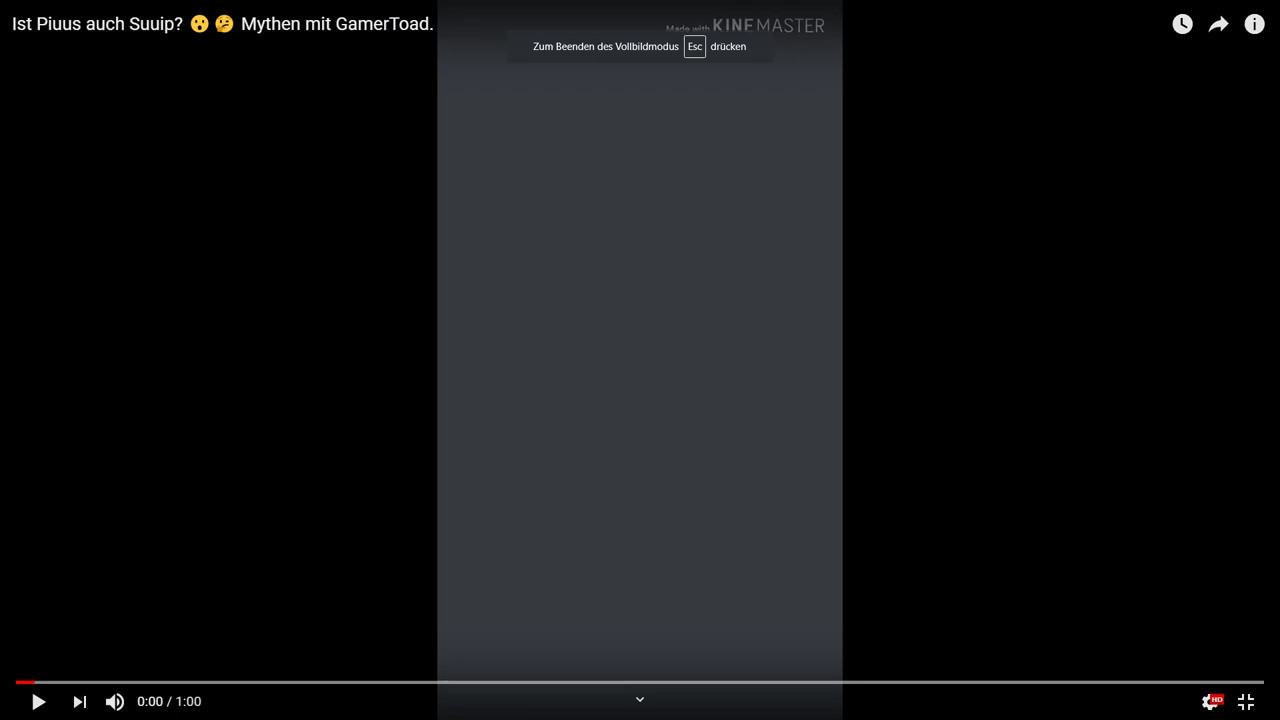 Ist Piuus auch Suuip? 😮 🤔 Mythen mit GamerToad.
Made with KINEMASTER
Zum Beenden des Vollbildmodus Esc drücken
0:00 / 1:00
HD